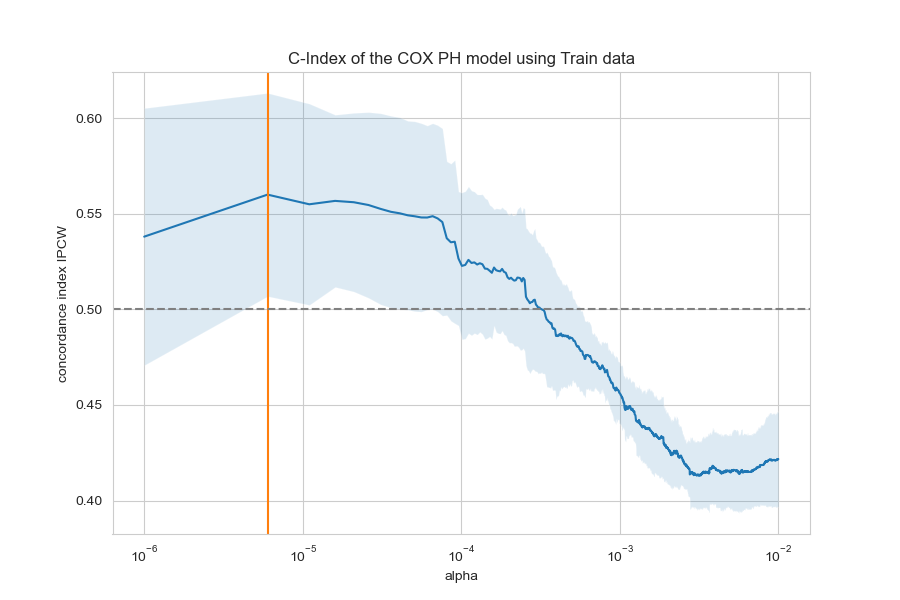 C-Index of the COX PH model using Train data
concordance index IPCW
0.60
0.55
0.50
0.45
0.40
10⁻⁶ 10⁻⁵ 10⁻⁴ 10⁻³ 10⁻²
alpha